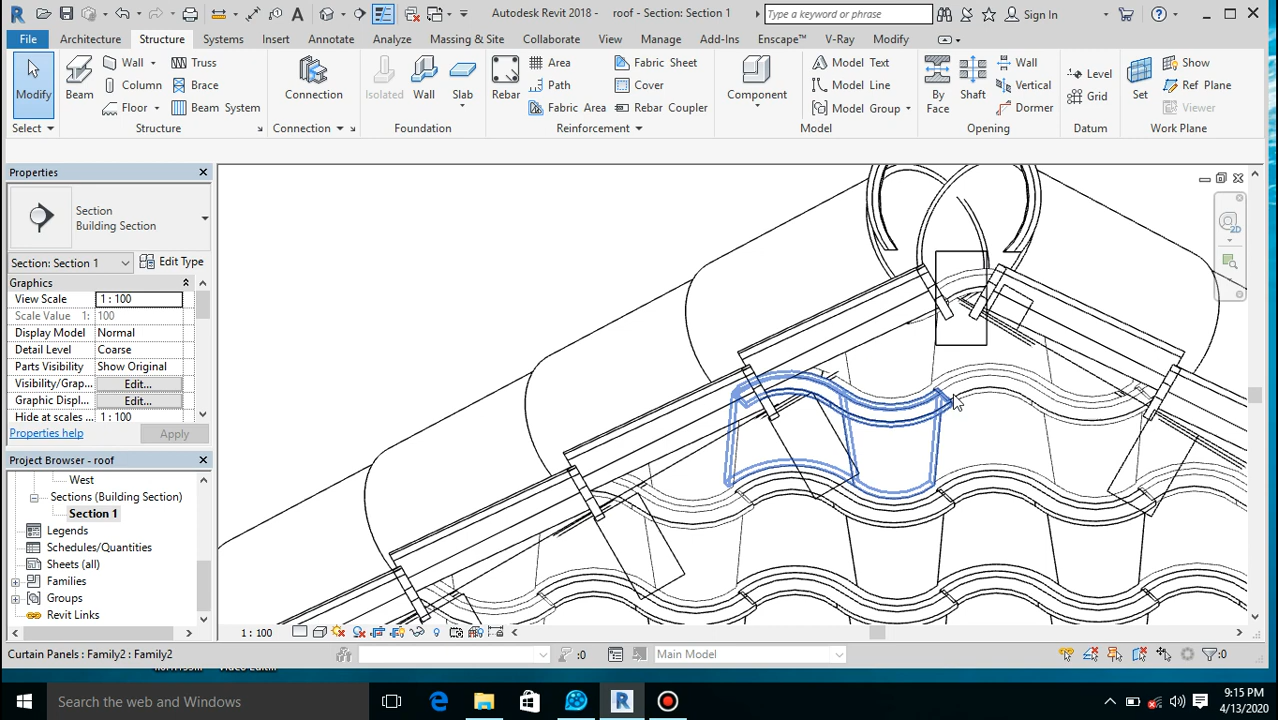 Autodesk Revit 2018 - roof - Section: Section 1
Type a keyword or phrase
Sign In
File Architecture Structure Systems Insert Annotate Analyze Massing & Site Collaborate View Manage Add-Ins Enscape™ V-Ray Modify
Modify
Beam
Wall
Column
Floor
Truss
Brace
Beam System
Connection
Isolated
Wall
Slab
Rebar
Area
Path
Fabric Area
Fabric Sheet
Cover
Rebar Coupler
Component
Model Text
Model Line
Model Group
By Face
Shaft
Wall
Vertical
Dormer
Level
Grid
Set
Show
Ref Plane
Viewer
Select Structure Connection Foundation Reinforcement Model Opening Datum Work Plane
Properties
Section
Building Section
Section: Section 1 Edit Type
Graphics
View Scale 1 : 100
Scale Value 1: 100
Display Model Normal
Detail Level Coarse
Parts Visibility Show Original
Visibility/Grap... Edit...
Graphic Displ... Edit...
Hide at scales 1 : 100
Properties help Apply
Project Browser - roof
West
Sections (Building Section)
Section 1
Legends
Schedules/Quantities
Sheets (all)
Families
Groups
Revit Links
2D
1 : 100
Curtain Panels : Family2 : Family2
:0
Main Model
:0
Search the web and Windows
9:15 PM
4/13/2020